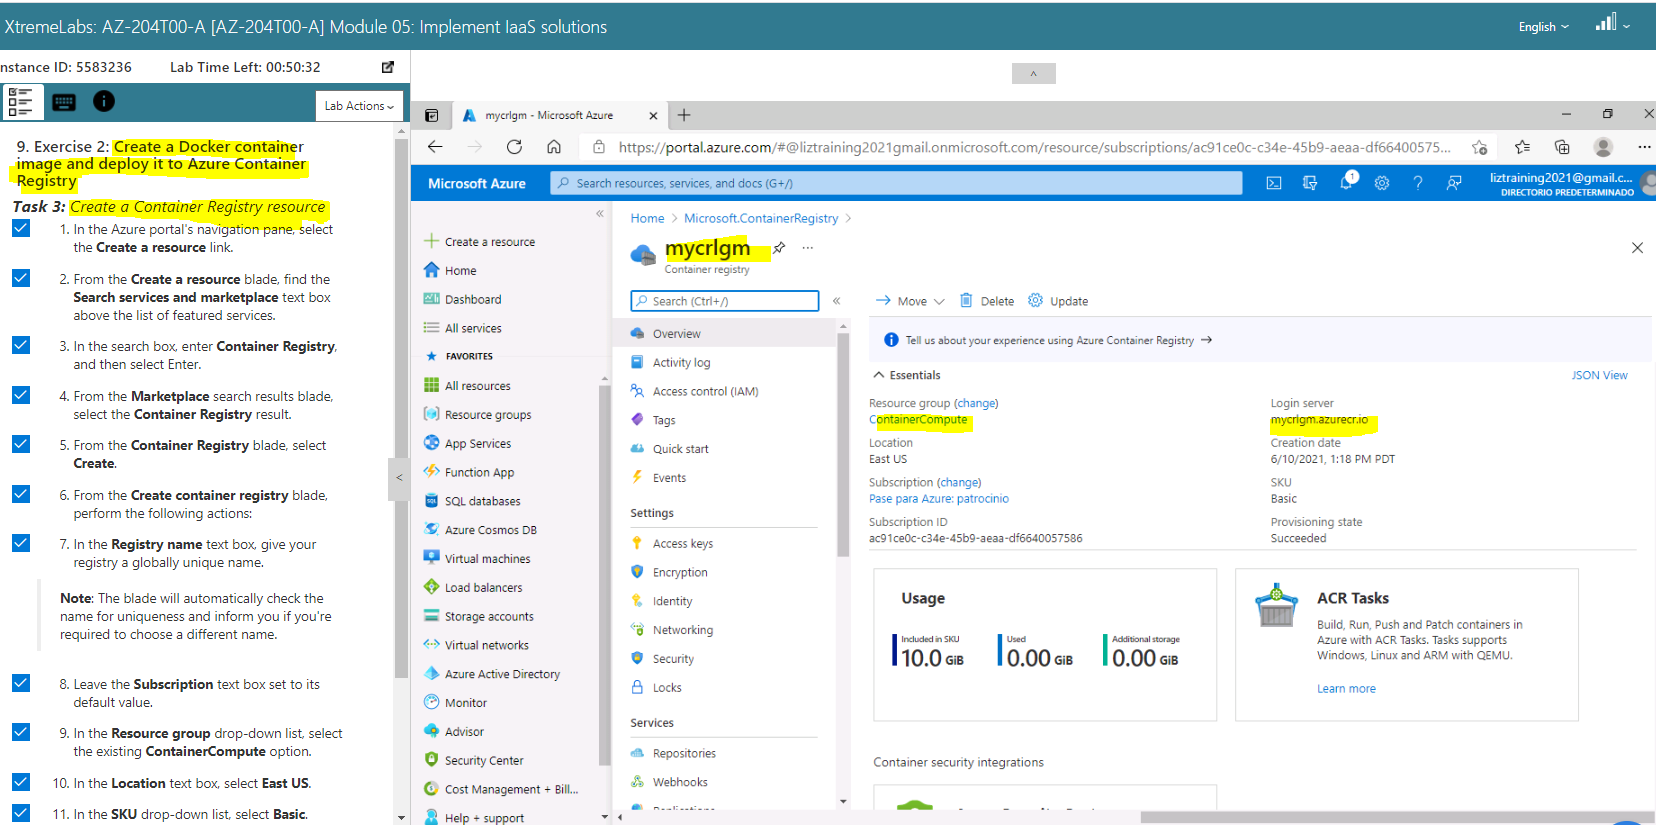 XtremeLabs: AZ-204T00-A [AZ-204T00-A] Module 05: Implement IaaS solutions
English
nstance ID: 5583236
Lab Time Left: 00:50:32
Lab Actions
9. Exercise 2: Create a Docker container
image and deploy it to Azure Container
Registry
Task 3: Create a Container Registry resource
1. In the Azure portal's navigation pane, select
the Create a resource link.
2. From the Create a resource blade, find the
Search services and marketplace text box
above the list of featured services.
3. In the search box, enter Container Registry,
and then select Enter.
4. From the Marketplace search results blade,
select the Container Registry result.
5. From the Container Registry blade, select
Create.
6. From the Create container registry blade,
perform the following actions:
7. In the Registry name text box, give your
registry a globally unique name.
Note: The blade will automatically check the
name for uniqueness and inform you if you're
required to choose a different name.
8. Leave the Subscription text box set to its
default value.
9. In the Resource group drop-down list, select
the existing ContainerCompute option.
10. In the Location text box, select East US.
11. In the SKU drop-down list, select Basic.
mycrlgm - Microsoft Azure
https://portal.azure.com/#@liztraining2021gmail.onmicrosoft.com/resource/subscriptions/ac91ce0c-c34e-45b9-aeaa-df66400575...
Microsoft Azure
Search resources, services, and docs (G+/)
1
liztraining2021@gmail.c...
DIRECTORIO PREDETERMINADO
Create a resource
Home
Dashboard
All services
FAVORITES
All resources
Resource groups
App Services
Function App
SQL databases
Azure Cosmos DB
Virtual machines
Load balancers
Storage accounts
Virtual networks
Azure Active Directory
Monitor
Advisor
Security Center
Cost Management + Bill...
Help + support
Home > Microsoft.ContainerRegistry >
mycrlgm
...
Container registry
Search (Ctrl+/)
Overview
Activity log
Access control (IAM)
Tags
Quick start
Events
Settings
Access keys
Encryption
Identity
Networking
Security
Locks
Services
Repositories
Webhooks
Move
Delete
Update
Tell us about your experience using Azure Container Registry
Essentials
JSON View
Resource group (change)
ContainerCompute
Location
East US
Subscription (change)
Pase para Azure: patrocinio
Subscription ID
ac91ce0c-c34e-45b9-aeaa-df6640057586
Login server
mycrlgm.azurecr.io
Creation date
6/10/2021, 1:18 PM PDT
SKU
Basic
Provisioning state
Succeeded
Usage
Included in SKU
10.0 GiB
Used
0.00 GiB
Additional storage
0.00 GiB
ACR Tasks
Build, Run, Push and Patch containers in
Azure with ACR Tasks. Tasks supports
Windows, Linux and ARM with QEMU.
Learn more
Container security integrations